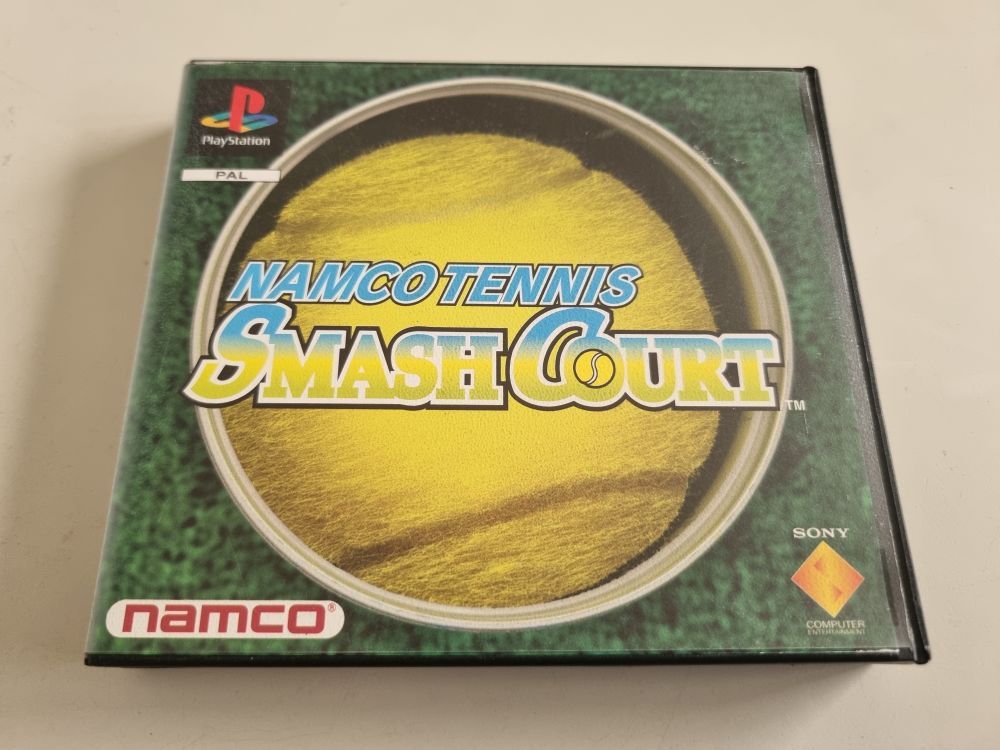 PlayStation
PAL
NAMCO TENNIS
SMASH COURT
TM
SONY
COMPUTER
ENTERTAINMENT
namco®